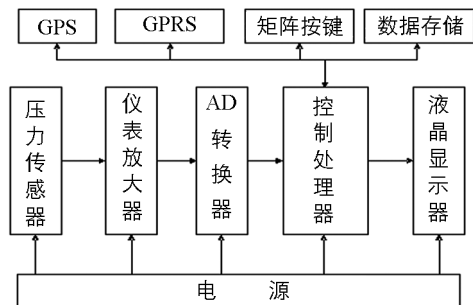 GPS GPRS 矩阵按键 数据存储
压力传感器
仪表放大器
AD转换器
控制处理器
液晶显示器
电 源